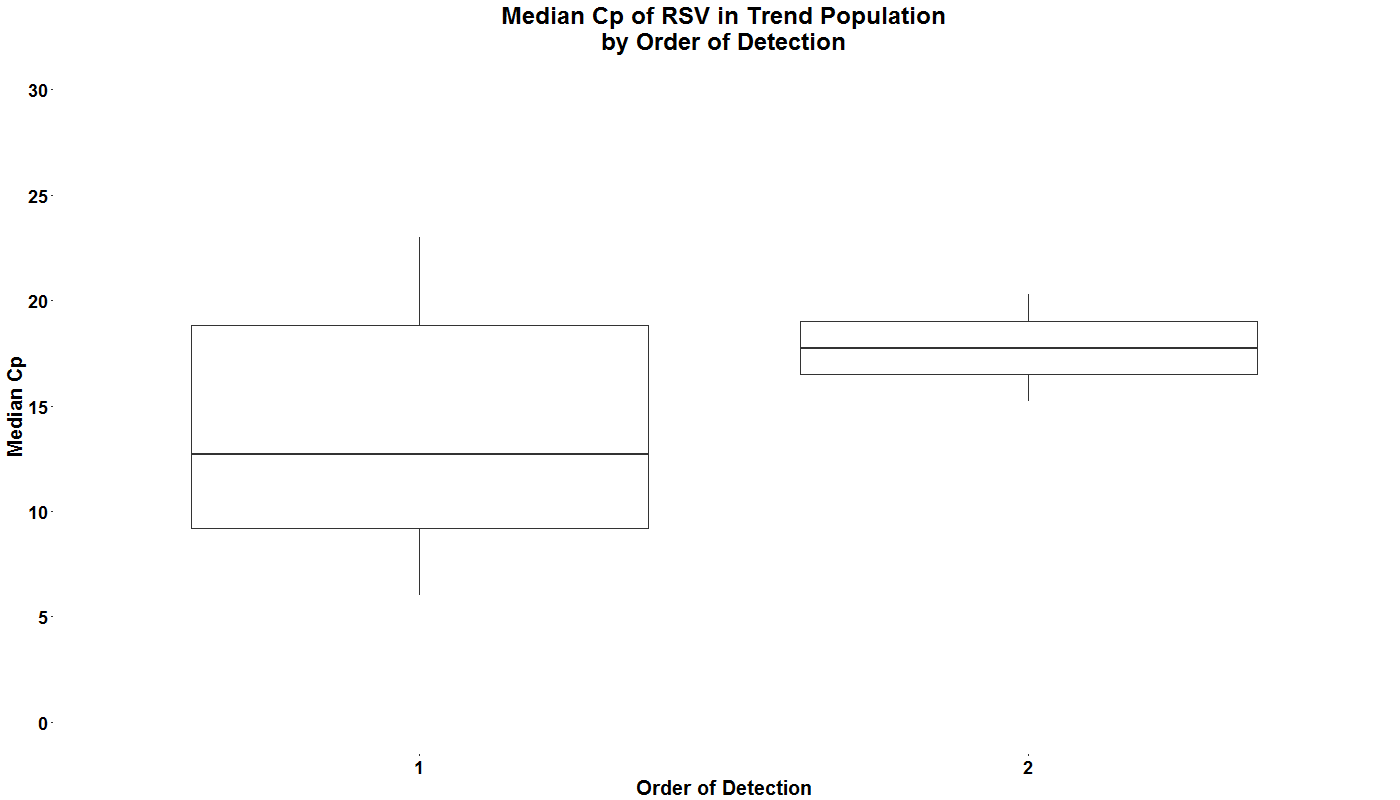 Median Cp of RSV in Trend Population
by Order of Detection
30
25
20
15
10
5
0
Median Cp
1
2
Order of Detection